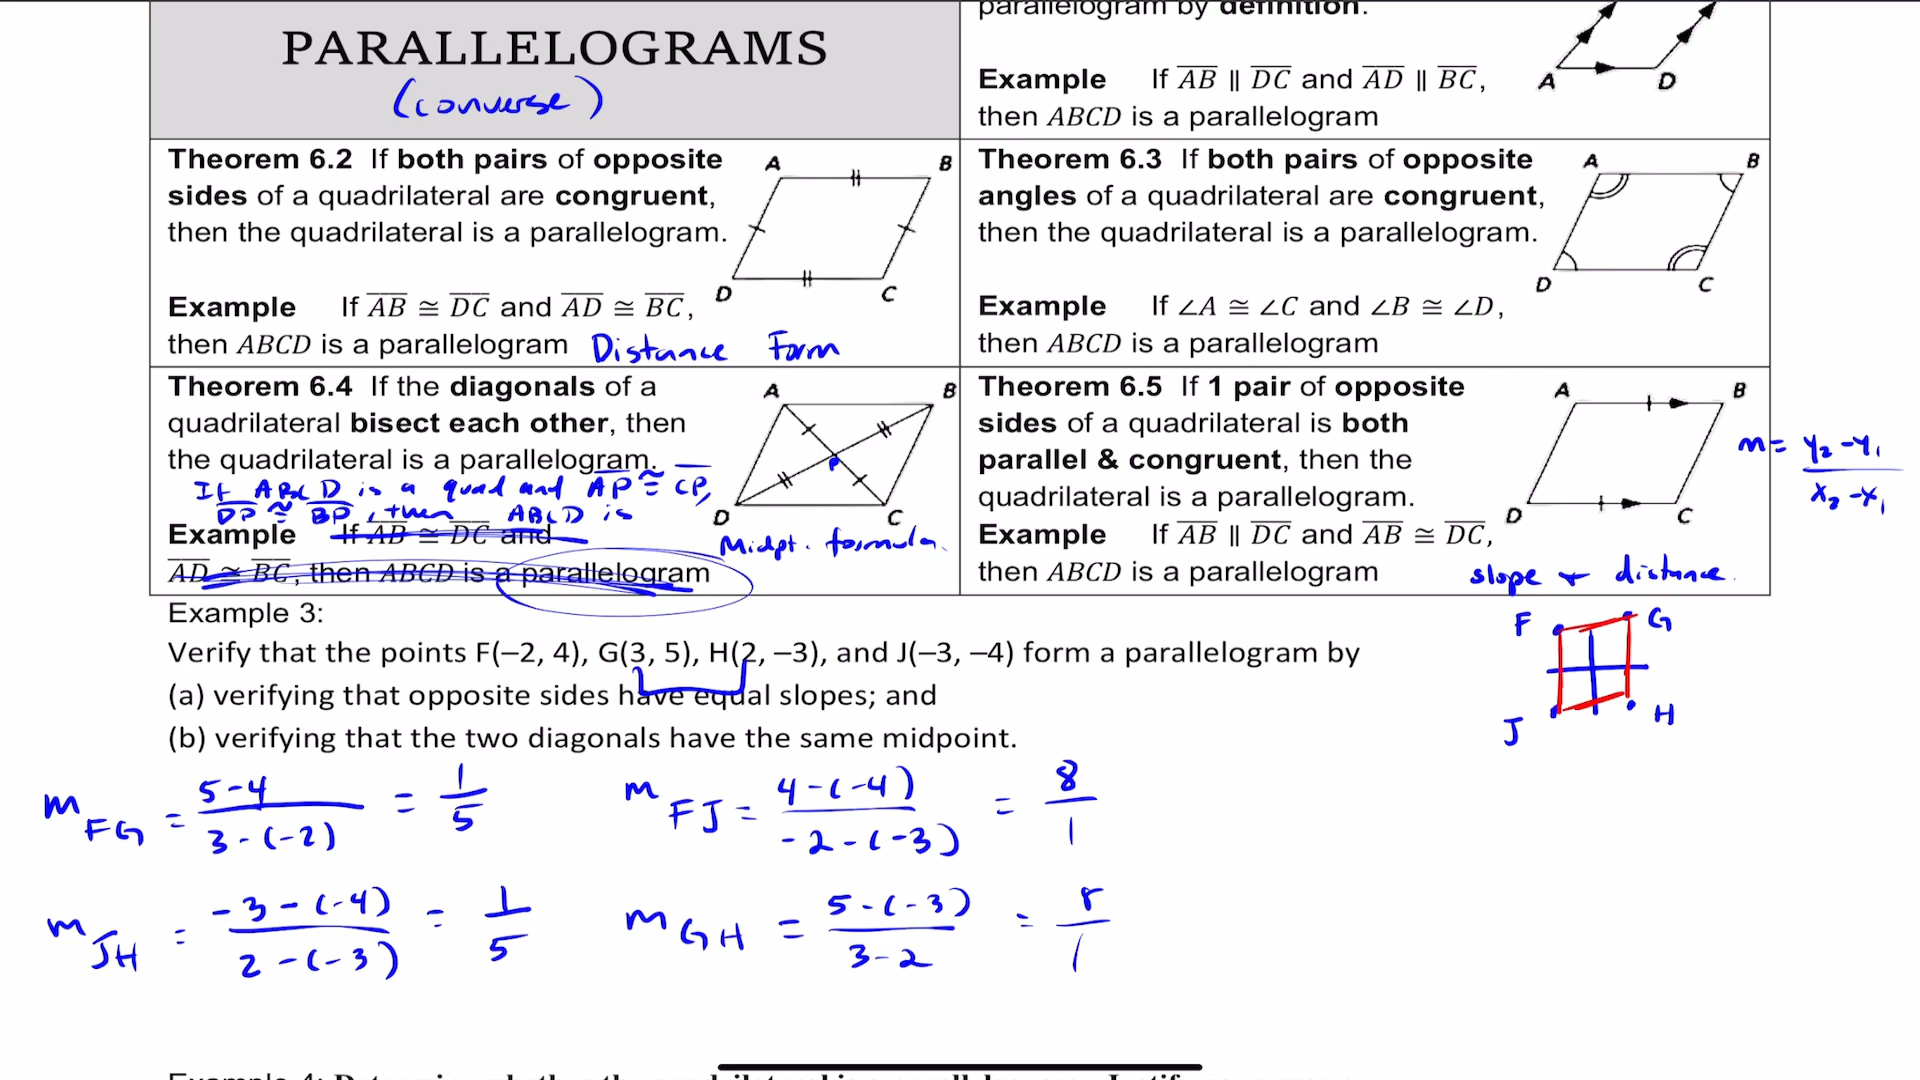 PARALLELOGRAMS
(converse)
parallelogram by definition.
Example If AB ∥ DC and AD ∥ BC,
then ABCD is a parallelogram
A D
Theorem 6.2 If both pairs of opposite
sides of a quadrilateral are congruent,
then the quadrilateral is a parallelogram.
Example If AB ≅ DC and AD ≅ BC,
then ABCD is a parallelogram Distance Form
A B
D C
Theorem 6.3 If both pairs of opposite
angles of a quadrilateral are congruent,
then the quadrilateral is a parallelogram.
Example If ∠A ≅ ∠C and ∠B ≅ ∠D,
then ABCD is a parallelogram
A B
D C
Theorem 6.4 If the diagonals of a
quadrilateral bisect each other, then
the quadrilateral is a parallelogram.
If ABCD is a quad and AP ≅ CP,
DP ≅ BP, then ABCD is
Example If AB ≅ DC and
AD ≅ BC, then ABCD is a parallelogram
A B
P
D C
Midpt. formula.
Theorem 6.5 If 1 pair of opposite
sides of a quadrilateral is both
parallel & congruent, then the
quadrilateral is a parallelogram.
Example If AB ∥ DC and AB ≅ DC,
then ABCD is a parallelogram
slope + distance.
A B
D C
m = y₂ - y₁
x₂ - x₁
Example 3:
Verify that the points F(−2, 4), G(3, 5), H(2, −3), and J(−3, −4) form a parallelogram by
(a) verifying that opposite sides have equal slopes; and
(b) verifying that the two diagonals have the same midpoint.
F G
J H
m FG = 5-4 / 3-(-2) = 1/5
m FJ = 4-(-4) / -2-(-3) = 8/1
m JH = -3-(-4) / 2-(-3) = 1/5
m GH = 5-(-3) / 3-2 = 8/1